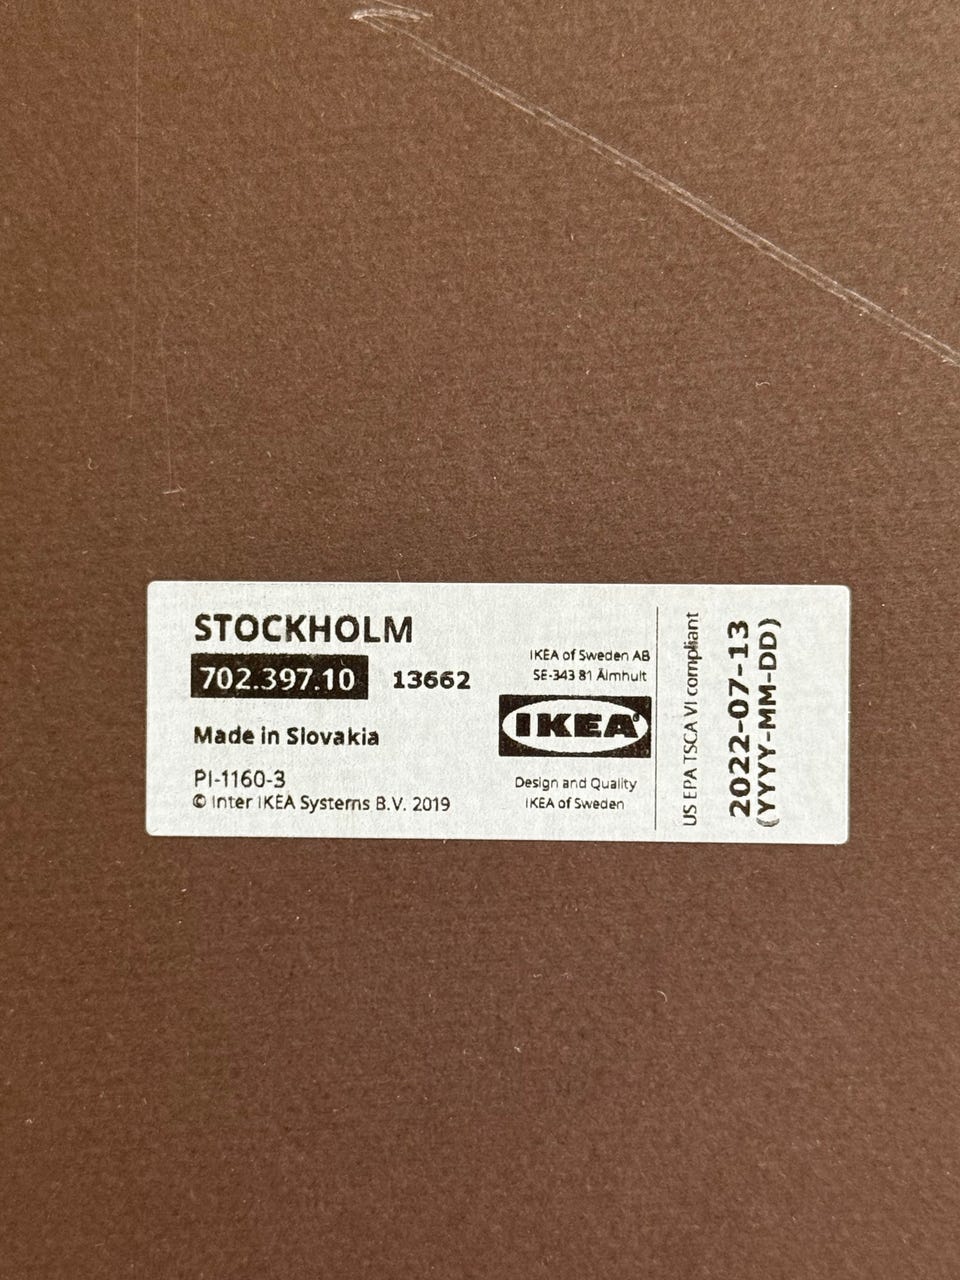 STOCKHOLM
702.397.10 13662
Made in Slovakia
PI-1160-3
© Inter IKEA Systems B.V. 2019
IKEA of Sweden AB
SE-343 81 Älmhult
IKEA®
Design and Quality
IKEA of Sweden
US EPA TSCA VI compliant
2022-07-13
(YYYY-MM-DD)